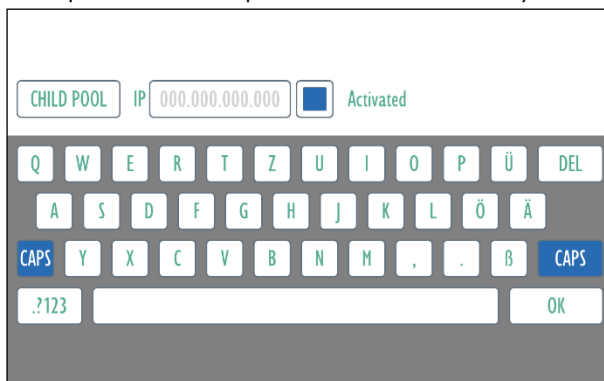 CHILD POOL IP 000.000.000.000 Activated
Q W E R T Z U I O P Ü DEL
A S D F G H J K L Ö Ä
CAPS Y X C V B N M , . ß CAPS
.?123 OK